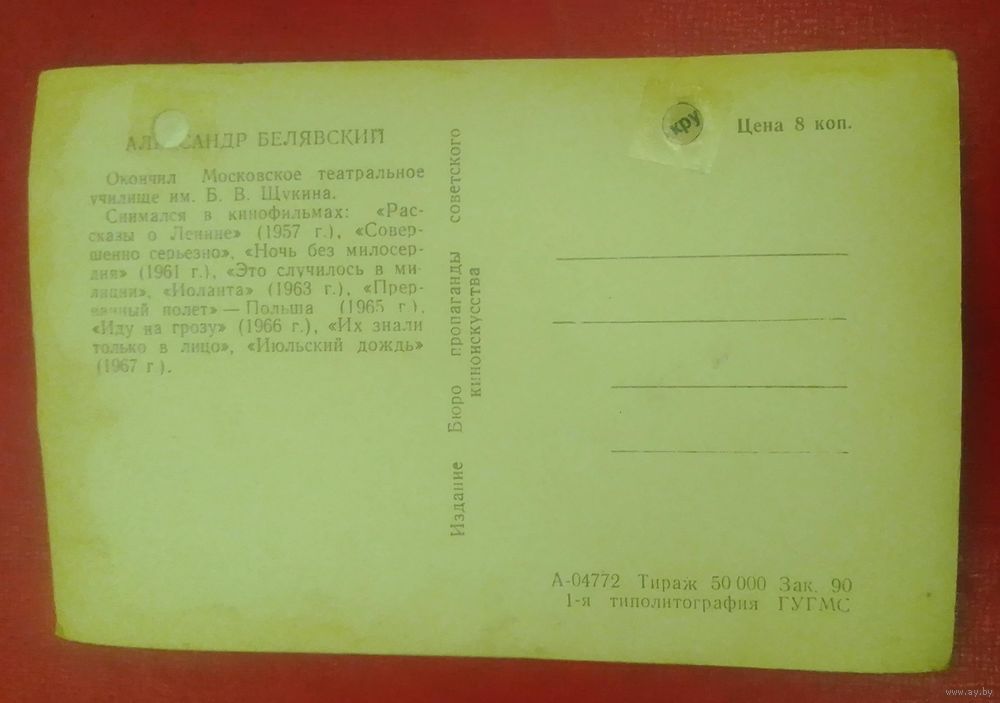 АЛЕКСАНДР БЕЛЯВСКИЙ
Окончил Московское театральное
училище им. Б. В. Щукина.
Снимался в кинофильмах: «Рас-
сказы о Ленине» (1957 г.), «Совер-
шенно серьезно», «Ночь без милосер-
дия» (1961 г.), «Это случилось в ми-
лиции», «Иоланта» (1963 г.), «Прер-
ванный полет» — Польша (1965 г.),
«Иду на грозу» (1966 г.), «Их знали
только в лицо», «Июльский дождь»
(1967 г.).
Издание Бюро пропаганды советского
киноискусства
кру
Цена 8 коп.
А-04772 Тираж 50 000 Зак. 90
1-я типолитография ГУГМС
www.ay.by